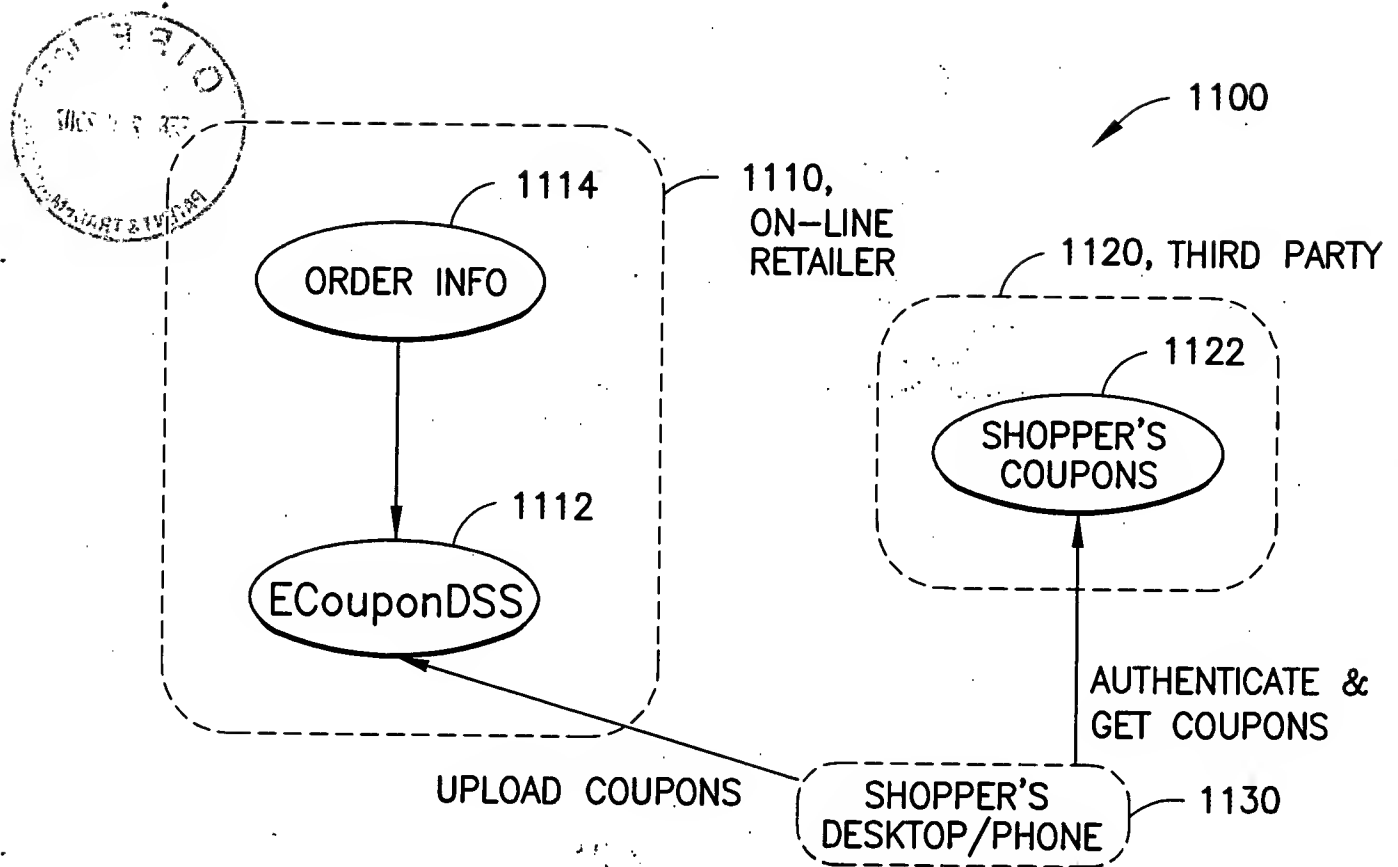 1100
1114
1110,
ON-LINE
RETAILER
ORDER INFO
1120, THIRD PARTY
1122
SHOPPER'S
COUPONS
1112
ECouponDSS
AUTHENTICATE &
GET COUPONS
UPLOAD COUPONS
SHOPPER'S
DESKTOP/PHONE
1130